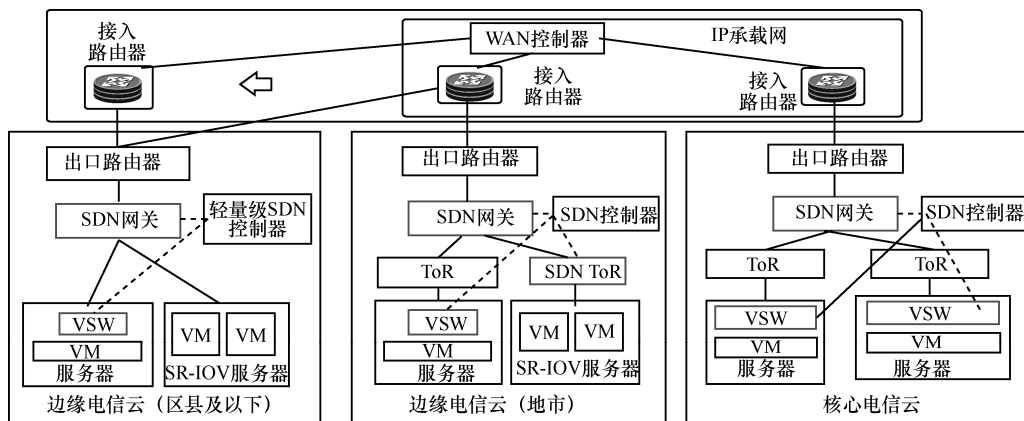 接入
路由器
WAN控制器
IP承载网
接入
路由器
接入
路由器
出口路由器
SDN网关
轻量级SDN
控制器
VSW
VM
服务器
VM
VM
SR-IOV服务器
边缘电信云（区县及以下）
出口路由器
SDN网关
SDN控制器
ToR
SDN ToR
VSW
VM
服务器
VM
VM
SR-IOV服务器
边缘电信云（地市）
出口路由器
SDN网关
SDN控制器
ToR
ToR
VSW
VM
服务器
VSW
VM
服务器
核心电信云